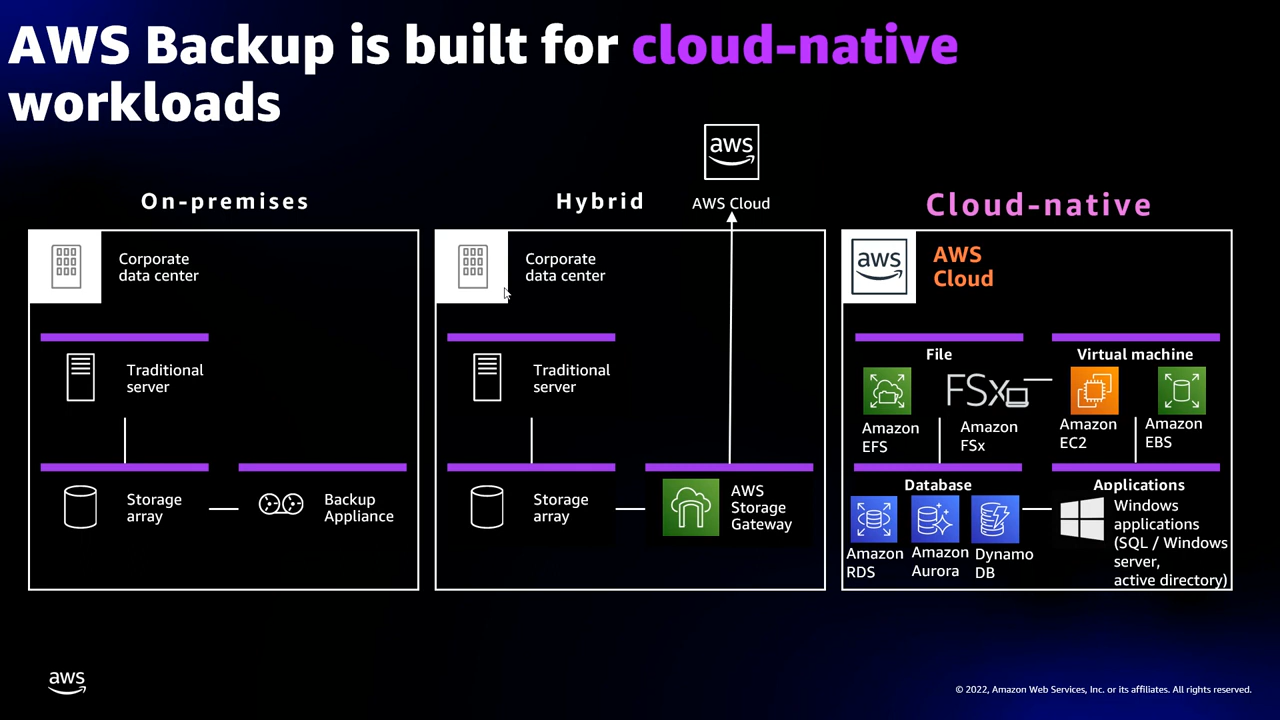 AWS Backup is built for cloud-native
workloads
aws
AWS Cloud
On-premises
Corporate
data center
Traditional
server
Storage
array
Backup
Appliance
Hybrid
Corporate
data center
Traditional
server
Storage
array
AWS
Storage
Gateway
Cloud-native
aws
AWS
Cloud
File
Amazon
EFS
FSx
Amazon
FSx
Virtual machine
Amazon
EC2
Amazon
EBS
Database
Amazon
RDS
Amazon
Aurora
Dynamo
DB
Applications
Windows
applications
(SQL / Windows
server,
active directory)
aws
© 2022, Amazon Web Services, Inc. or its affiliates. All rights reserved.